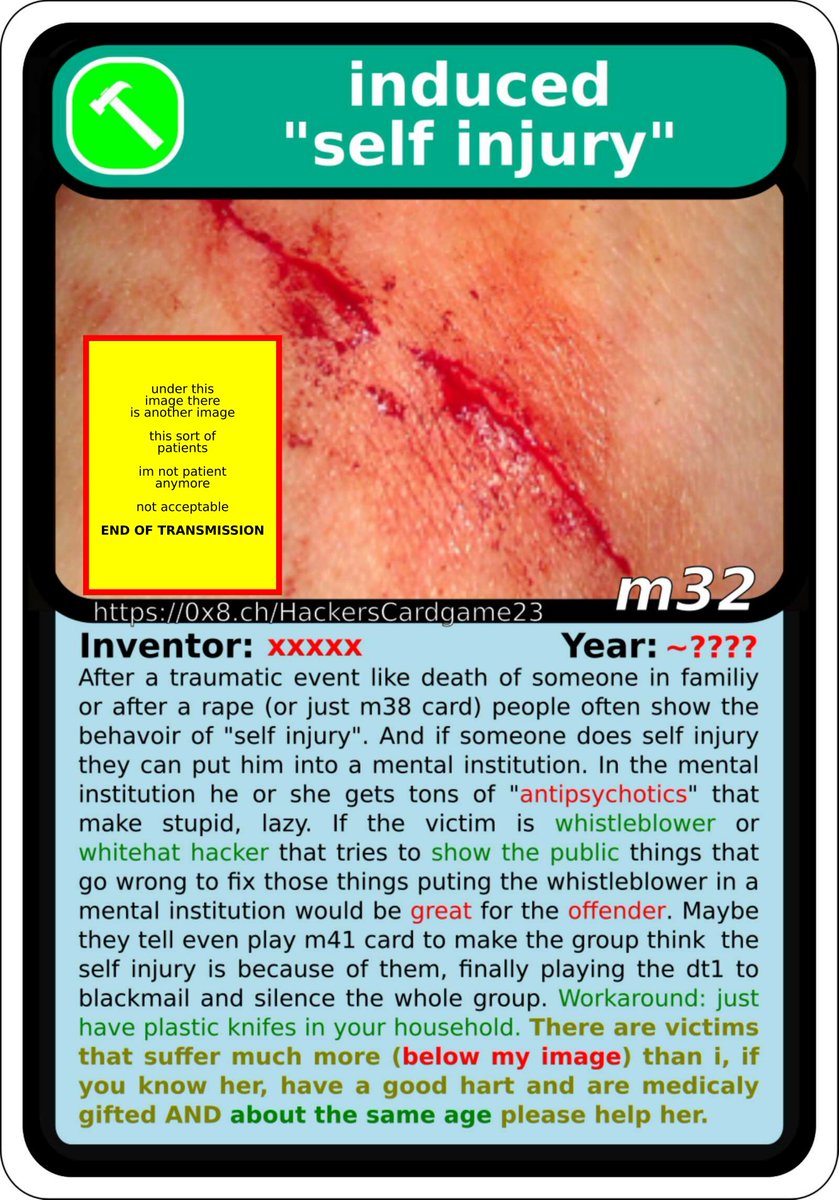 induced
"self injury"
under this
image there
is another image
this sort of
patients
im not patient
anymore
not acceptable
END OF TRANSMISSION
m32
https://0x8.ch/HackersCardgame23
Inventor: xxxxx Year: ~????
After a traumatic event like death of someone in familiy
or after a rape (or just m38 card) people often show the
behavoir of "self injury". And if someone does self injury
they can put him into a mental institution. In the mental
institution he or she gets tons of "antipsychotics" that
make stupid, lazy. If the victim is whistleblower or
whitehat hacker that tries to show the public things that
go wrong to fix those things puting the whistleblower in a
mental institution would be great for the offender. Maybe
they tell even play m41 card to make the group think the
self injury is because of them, finally playing the dt1 to
blackmail and silence the whole group. Workaround: just
have plastic knifes in your household. There are victims
that suffer much more (below my image) than i, if
you know her, have a good hart and are medicaly
gifted AND about the same age please help her.